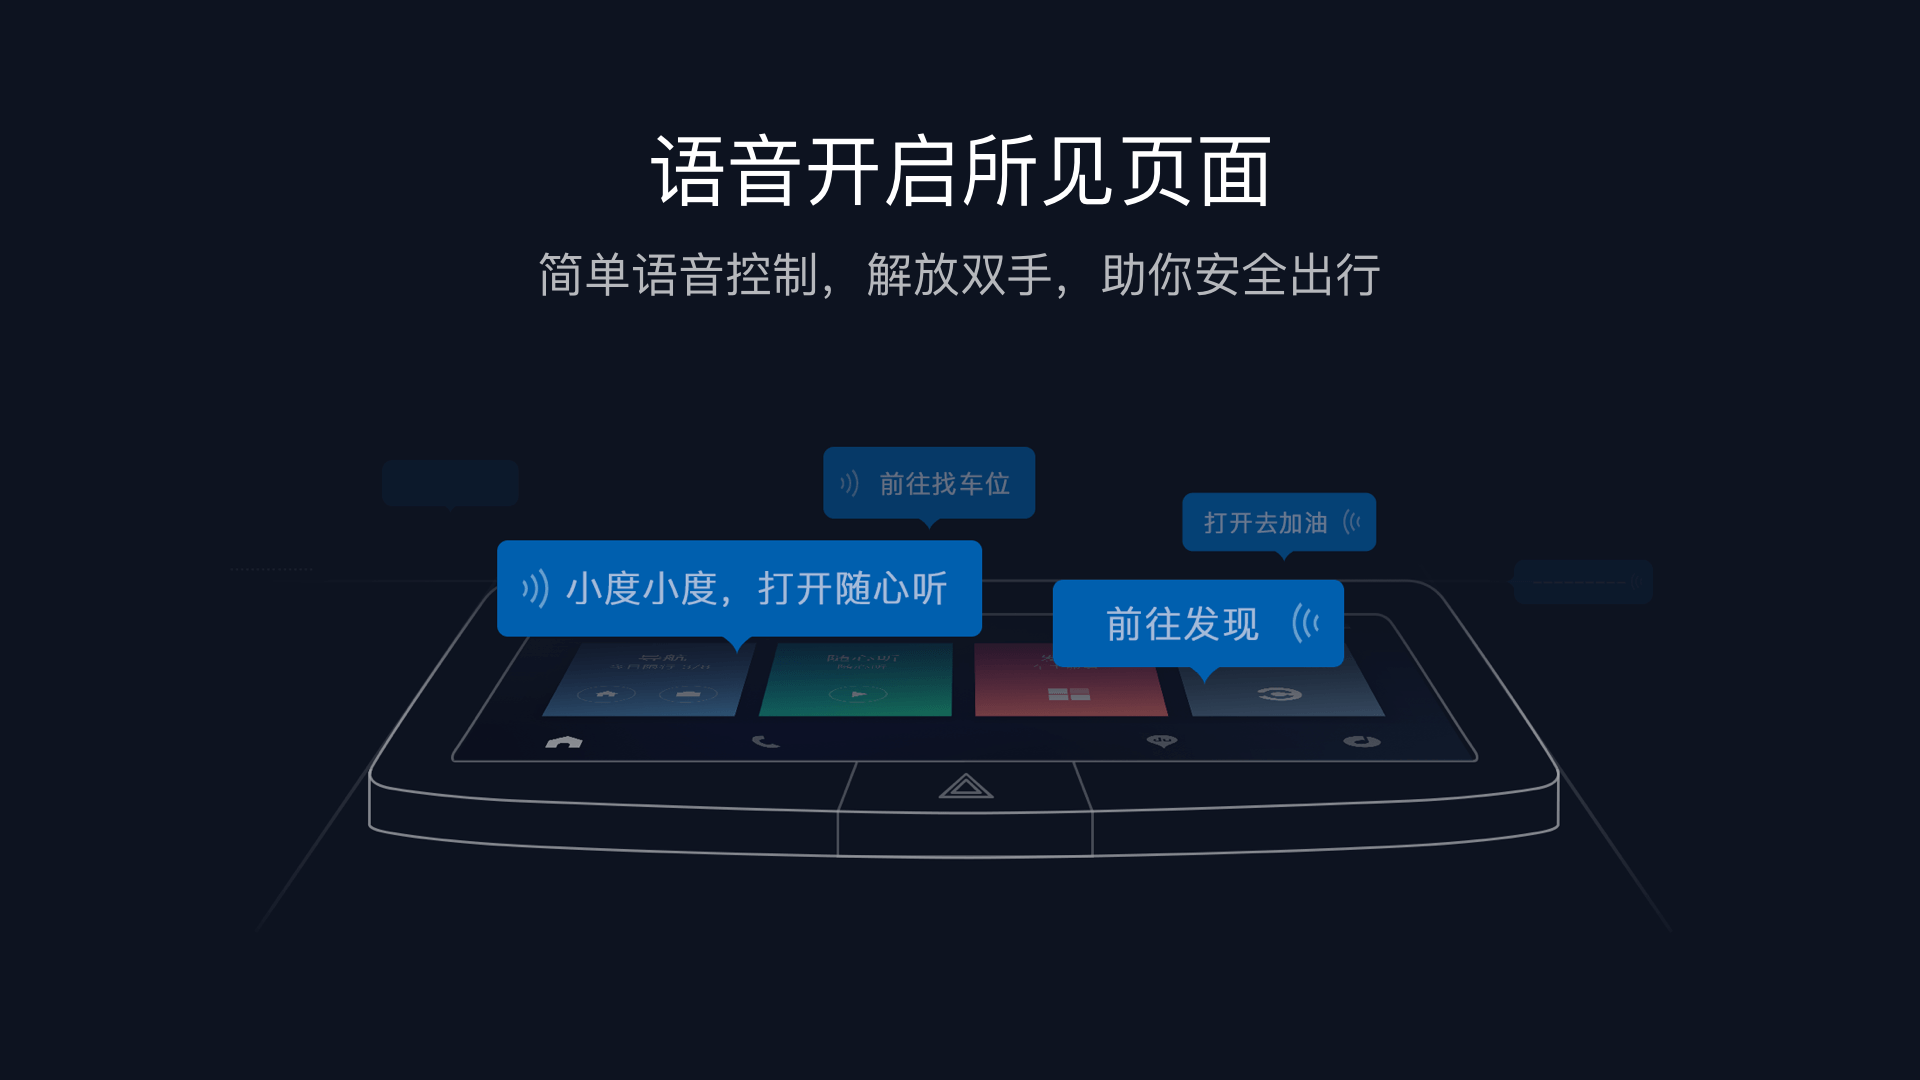 语音开启所见页面
简单语音控制，解放双手，助你安全出行
前往找车位
打开去加油
小度小度，打开随心听
前往发现
导航
随心听
du